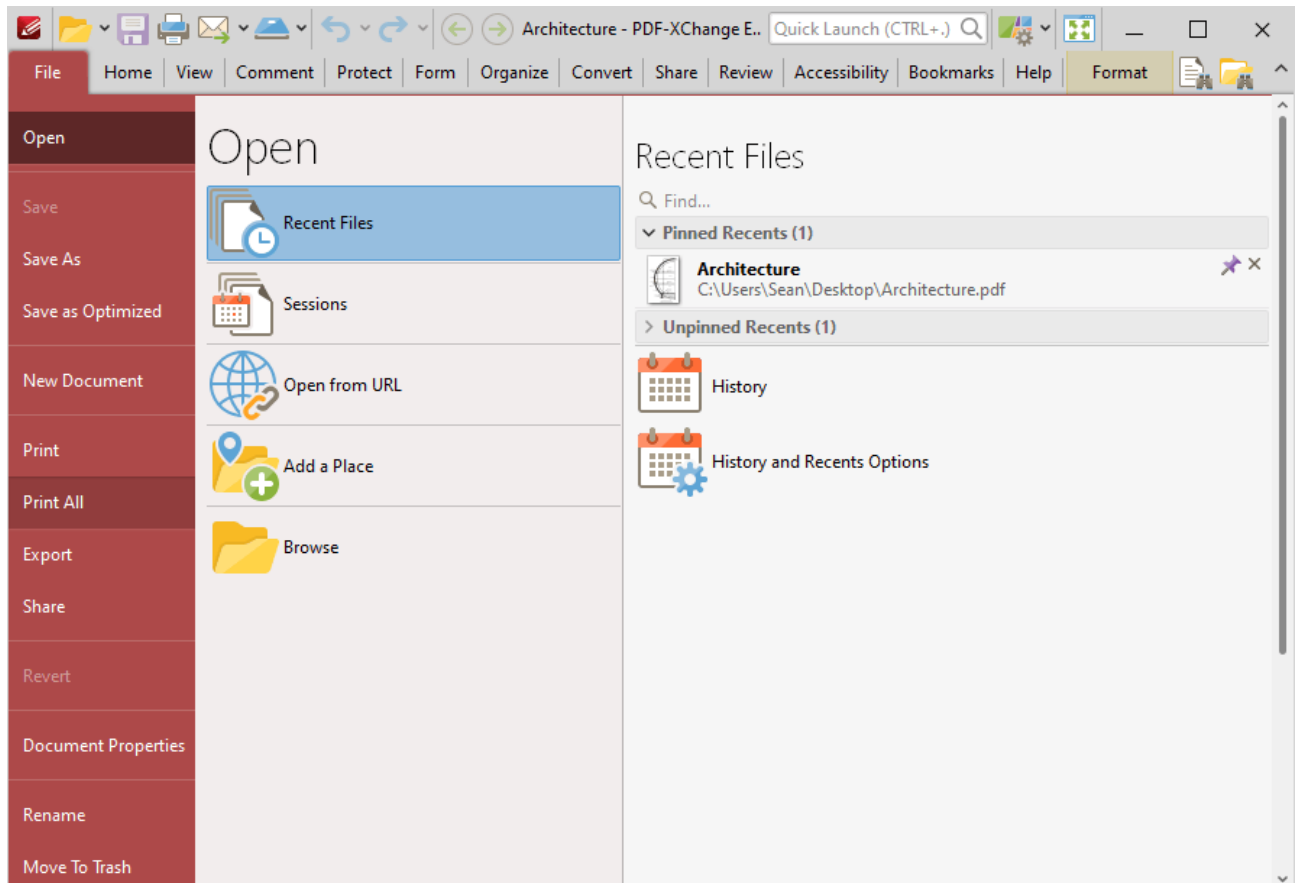 Architecture - PDF-XChange E.. Quick Launch (CTRL+.)
File Home View Comment Protect Form Organize Convert Share Review Accessibility Bookmarks Help Format
Open
Save
Save As
Save as Optimized
New Document
Print
Print All
Export
Share
Revert
Document Properties
Rename
Move To Trash
Open
Recent Files
Sessions
Open from URL
Add a Place
Browse
Recent Files
Find...
Pinned Recents (1)
Architecture
C:\Users\Sean\Desktop\Architecture.pdf
Unpinned Recents (1)
History
History and Recents Options